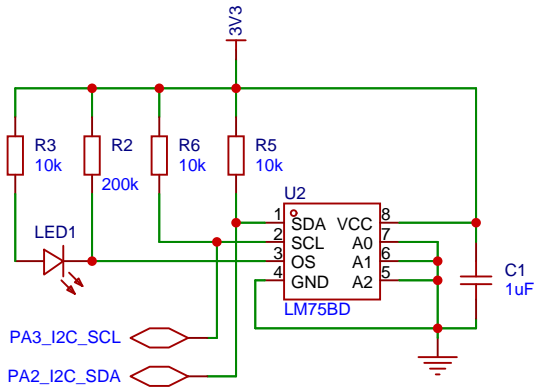 3V3
R3
10k
R2
200k
R6
10k
R5
10k
LED1
U2
1 SDA VCC 8
2 SCL A0 7
3 OS A1 6
4 GND A2 5
LM75BD
C1
1uF
PA3_I2C_SCL
PA2_I2C_SDA